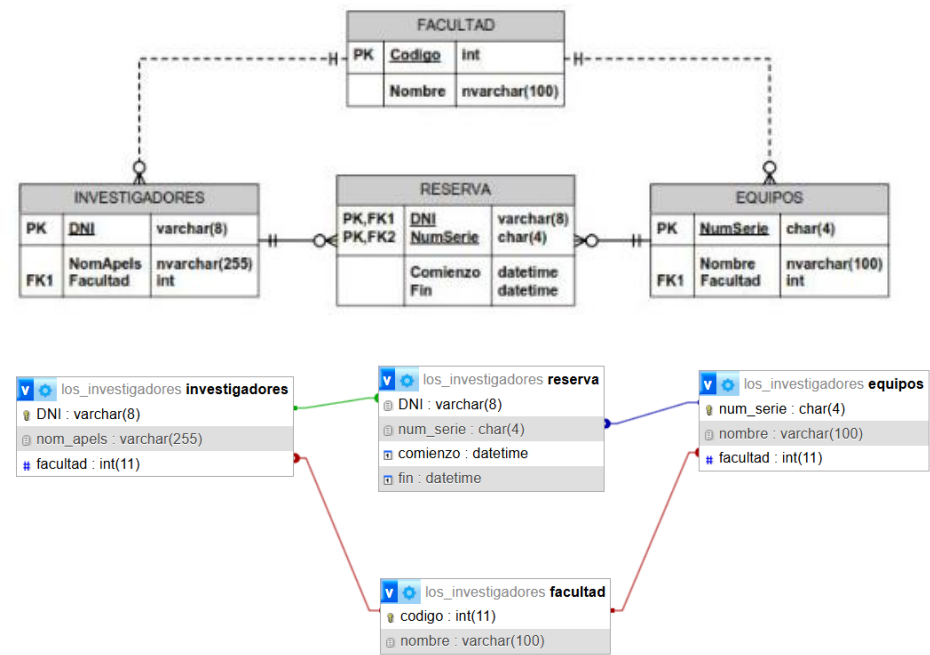 FACULTAD
PK Codigo int
Nombre nvarchar(100)
INVESTIGADORES
PK DNI varchar(8)
NomApels nvarchar(255)
FK1 Facultad int
RESERVA
PK,FK1 DNI varchar(8)
PK,FK2 NumSerie char(4)
Comienzo datetime
Fin datetime
EQUIPOS
PK NumSerie char(4)
Nombre nvarchar(100)
FK1 Facultad int
v los_investigadores investigadores
DNI : varchar(8)
nom_apels : varchar(255)
# facultad : int(11)
v los_investigadores reserva
DNI : varchar(8)
num_serie : char(4)
comienzo : datetime
fin : datetime
v los_investigadores equipos
num_serie : char(4)
nombre : varchar(100)
# facultad : int(11)
v los_investigadores facultad
codigo : int(11)
nombre : varchar(100)